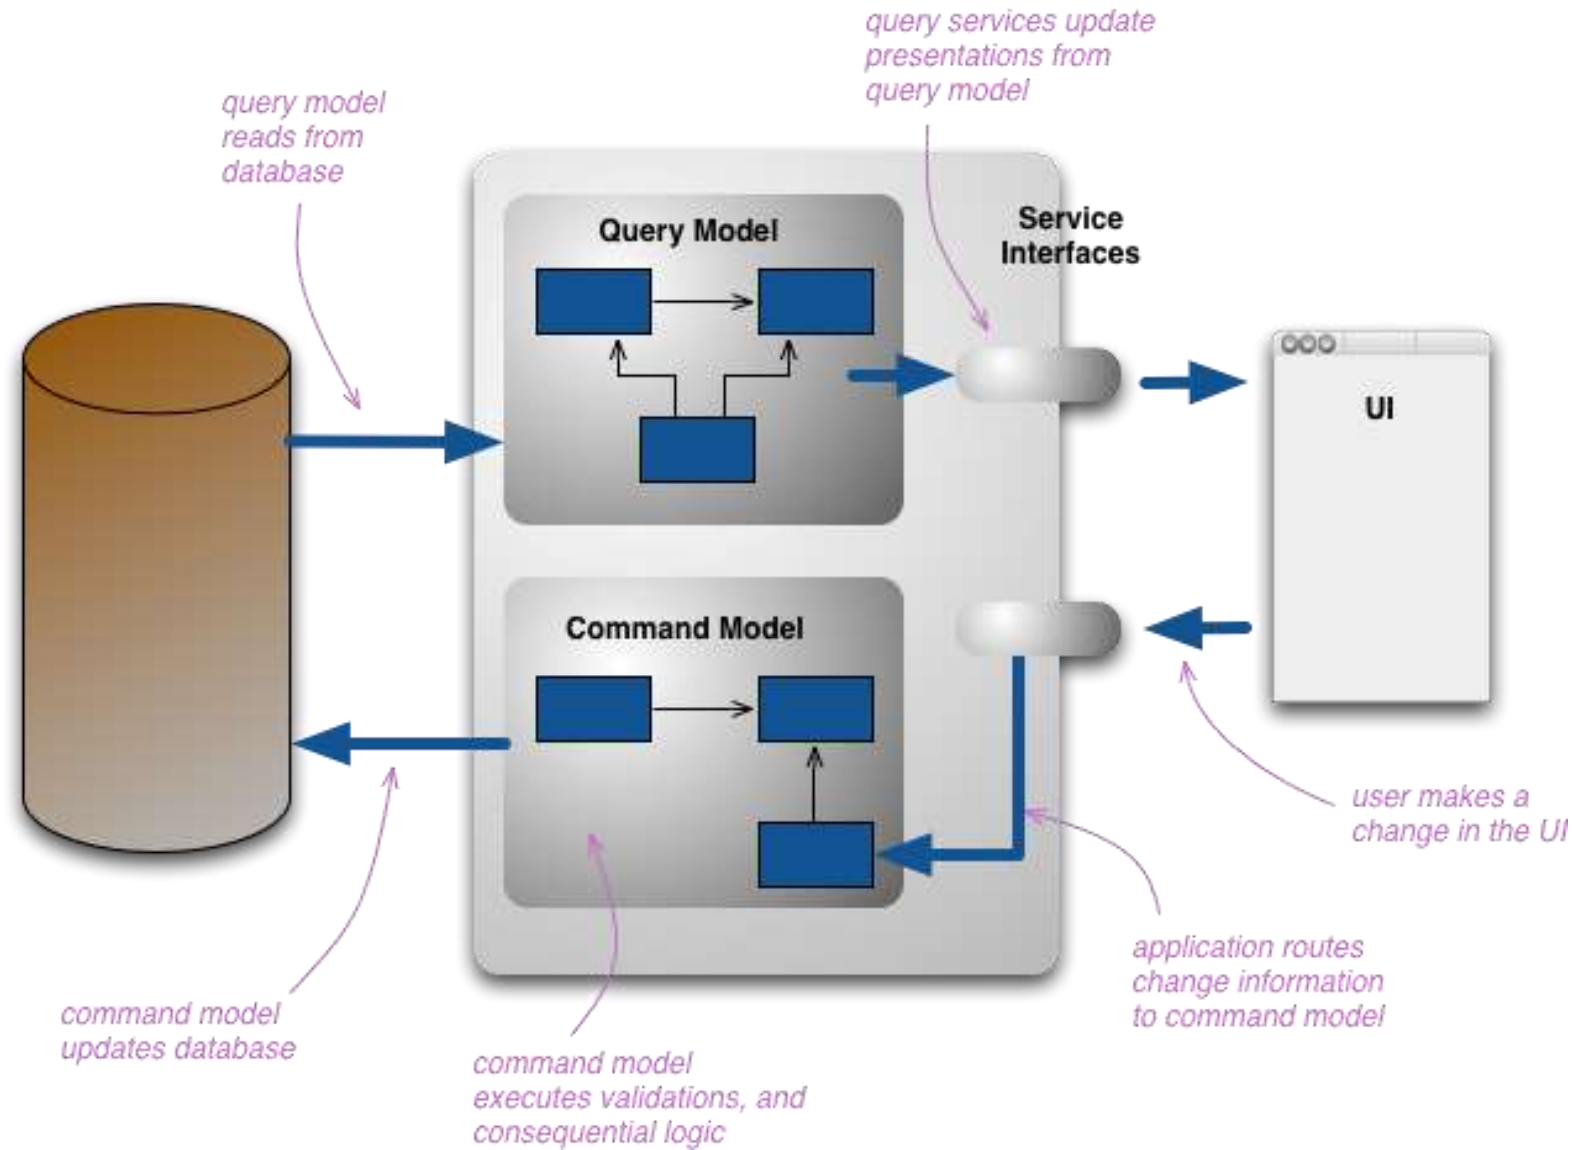 query services update
presentations from
query model
query model
reads from
database
Query Model
Service
Interfaces
UI
Command Model
user makes a
change in the UI
application routes
change information
to command model
command model
updates database
command model
executes validations, and
consequential logic